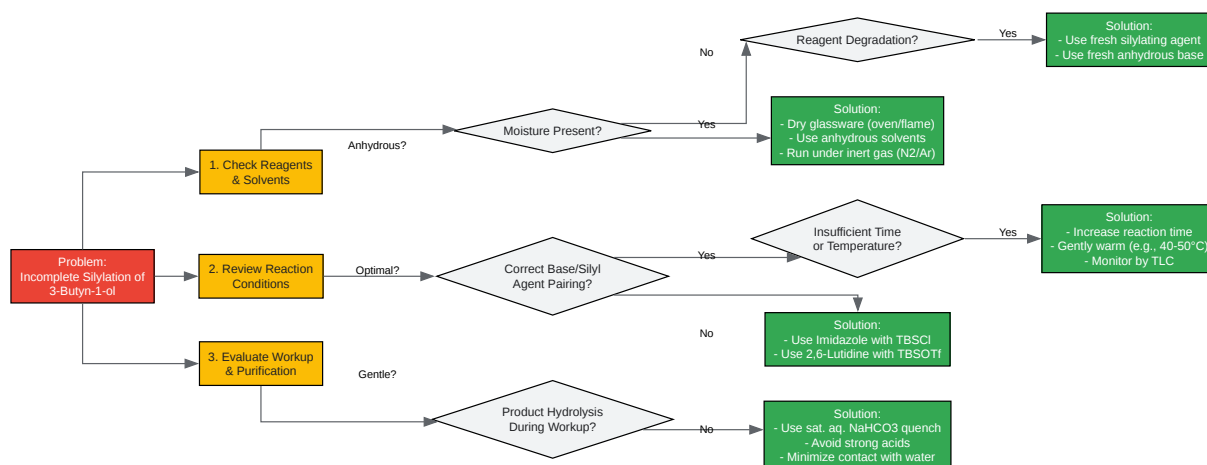 Problem:
Incomplete Silylation of
3-Butyn-1-ol
1. Check Reagents
& Solvents
Anhydrous?
Moisture Present?
No
Reagent Degradation?
Yes
Solution:
- Use fresh silylating agent
- Use fresh anhydrous base
Yes
Solution:
- Dry glassware (oven/flame)
- Use anhydrous solvents
- Run under inert gas (N2/Ar)
2. Review Reaction
Conditions
Optimal?
Correct Base/Silyl
Agent Pairing?
Yes
Insufficient Time
or Temperature?
Yes
Solution:
- Increase reaction time
- Gently warm (e.g., 40-50°C)
- Monitor by TLC
No
Solution:
- Use Imidazole with TBSCl
- Use 2,6-Lutidine with TBSOTf
3. Evaluate Workup
& Purification
Gentle?
Product Hydrolysis
During Workup?
No
Solution:
- Use sat. aq. NaHCO3 quench
- Avoid strong acids
- Minimize contact with water